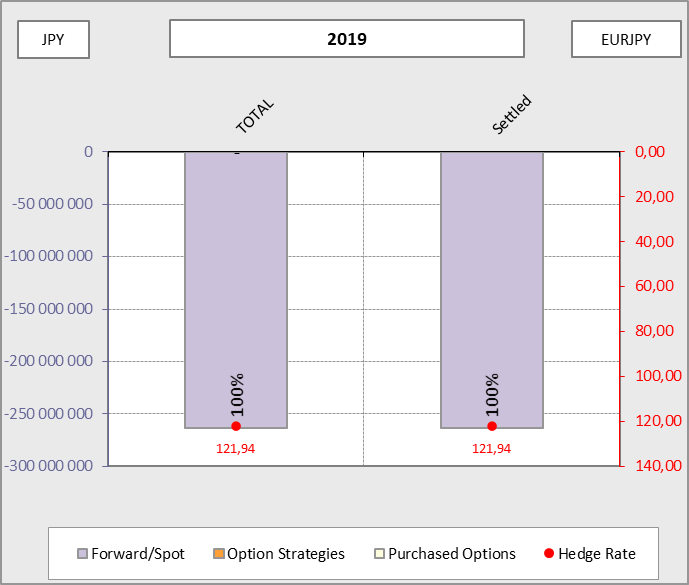 JPY
2019
EURJPY
TOTAL
Settled
0
-50 000 000
-100 000 000
-150 000 000
-200 000 000
-250 000 000
-300 000 000
0,00
20,00
40,00
60,00
80,00
100,00
120,00
140,00
100%
100%
121,94
121,94
Forward/Spot
Option Strategies
Purchased Options
Hedge Rate